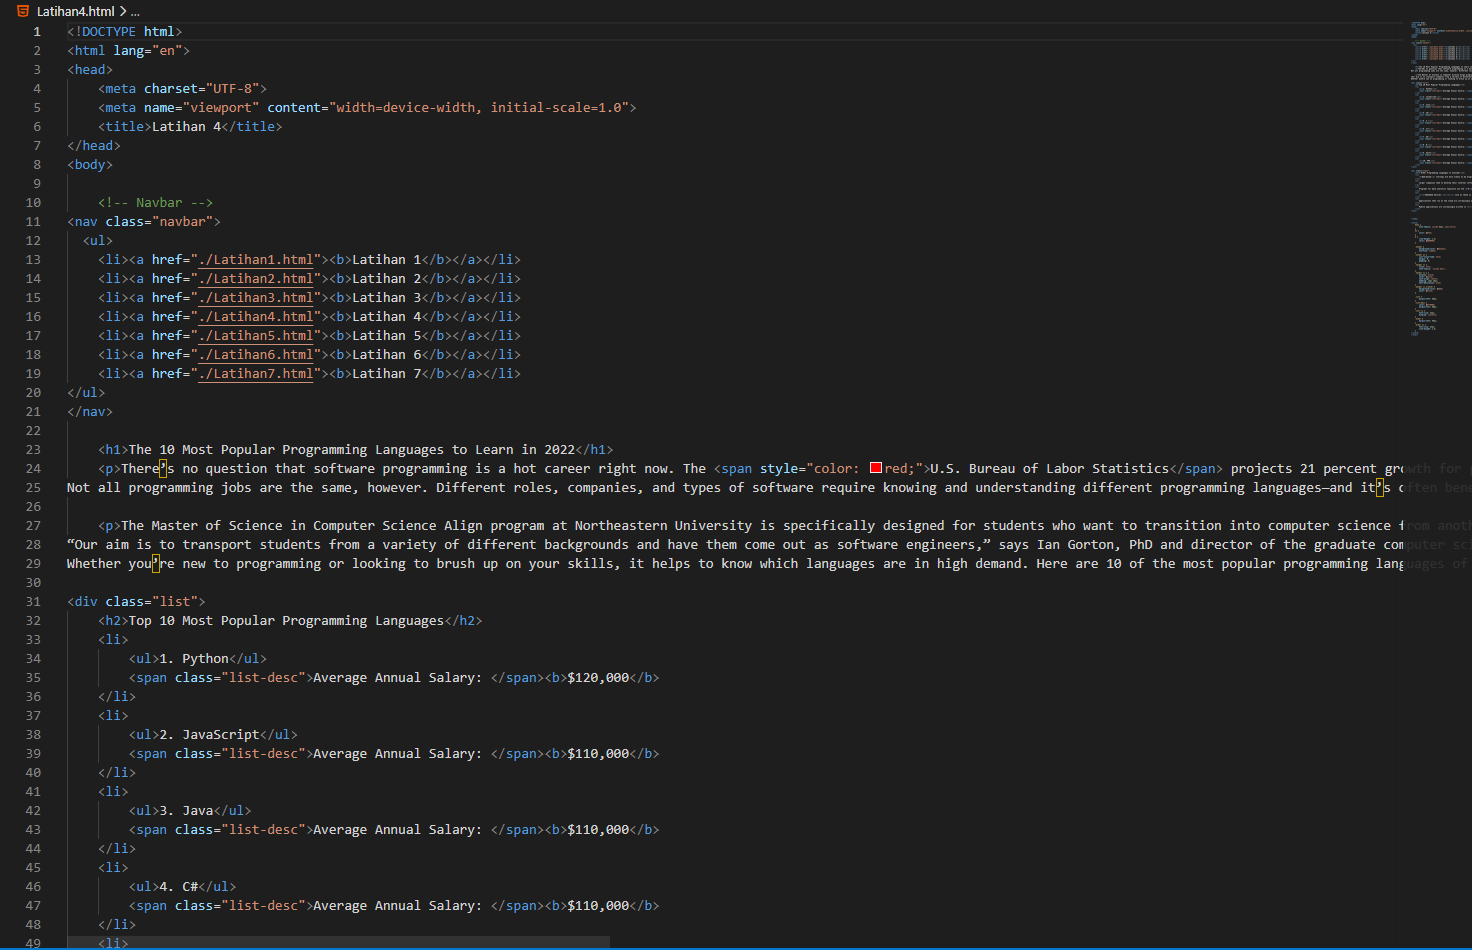 Latihan4.html > ...
1 <!DOCTYPE html>
2 <html lang="en">
3 <head>
4 <meta charset="UTF-8">
5 <meta name="viewport" content="width=device-width, initial-scale=1.0">
6 <title>Latihan 4</title>
7 </head>
8 <body>
9
10 <!-- Navbar -->
11 <nav class="navbar">
12 <ul>
13 <li><a href="./Latihan1.html"><b>Latihan 1</b></a></li>
14 <li><a href="./Latihan2.html"><b>Latihan 2</b></a></li>
15 <li><a href="./Latihan3.html"><b>Latihan 3</b></a></li>
16 <li><a href="./Latihan4.html"><b>Latihan 4</b></a></li>
17 <li><a href="./Latihan5.html"><b>Latihan 5</b></a></li>
18 <li><a href="./Latihan6.html"><b>Latihan 6</b></a></li>
19 <li><a href="./Latihan7.html"><b>Latihan 7</b></a></li>
20 </ul>
21 </nav>
22
23 <h1>The 10 Most Popular Programming Languages to Learn in 2022</h1>
24 <p>There’s no question that software programming is a hot career right now. The <span style="color: red;">U.S. Bureau of Labor Statistics</span> projects 21 percent growth for
25 Not all programming jobs are the same, however. Different roles, companies, and types of software require knowing and understanding different programming languages—and it’s often
26
27 <p>The Master of Science in Computer Science Align program at Northeastern University is specifically designed for students who want to transition into computer science from
28 “Our aim is to transport students from a variety of different backgrounds and have them come out as software engineers,” says Ian Gorton, PhD and director of the graduate computer
29 Whether you’re new to programming or looking to brush up on your skills, it helps to know which languages are in high demand. Here are 10 of the most popular programming languages of
30
31 <div class="list">
32 <h2>Top 10 Most Popular Programming Languages</h2>
33 <li>
34 <ul>1. Python</ul>
35 <span class="list-desc">Average Annual Salary: </span><b>$120,000</b>
36 </li>
37 <li>
38 <ul>2. JavaScript</ul>
39 <span class="list-desc">Average Annual Salary: </span><b>$110,000</b>
40 </li>
41 <li>
42 <ul>3. Java</ul>
43 <span class="list-desc">Average Annual Salary: </span><b>$110,000</b>
44 </li>
45 <li>
46 <ul>4. C#</ul>
47 <span class="list-desc">Average Annual Salary: </span><b>$110,000</b>
48 </li>
49 <li>